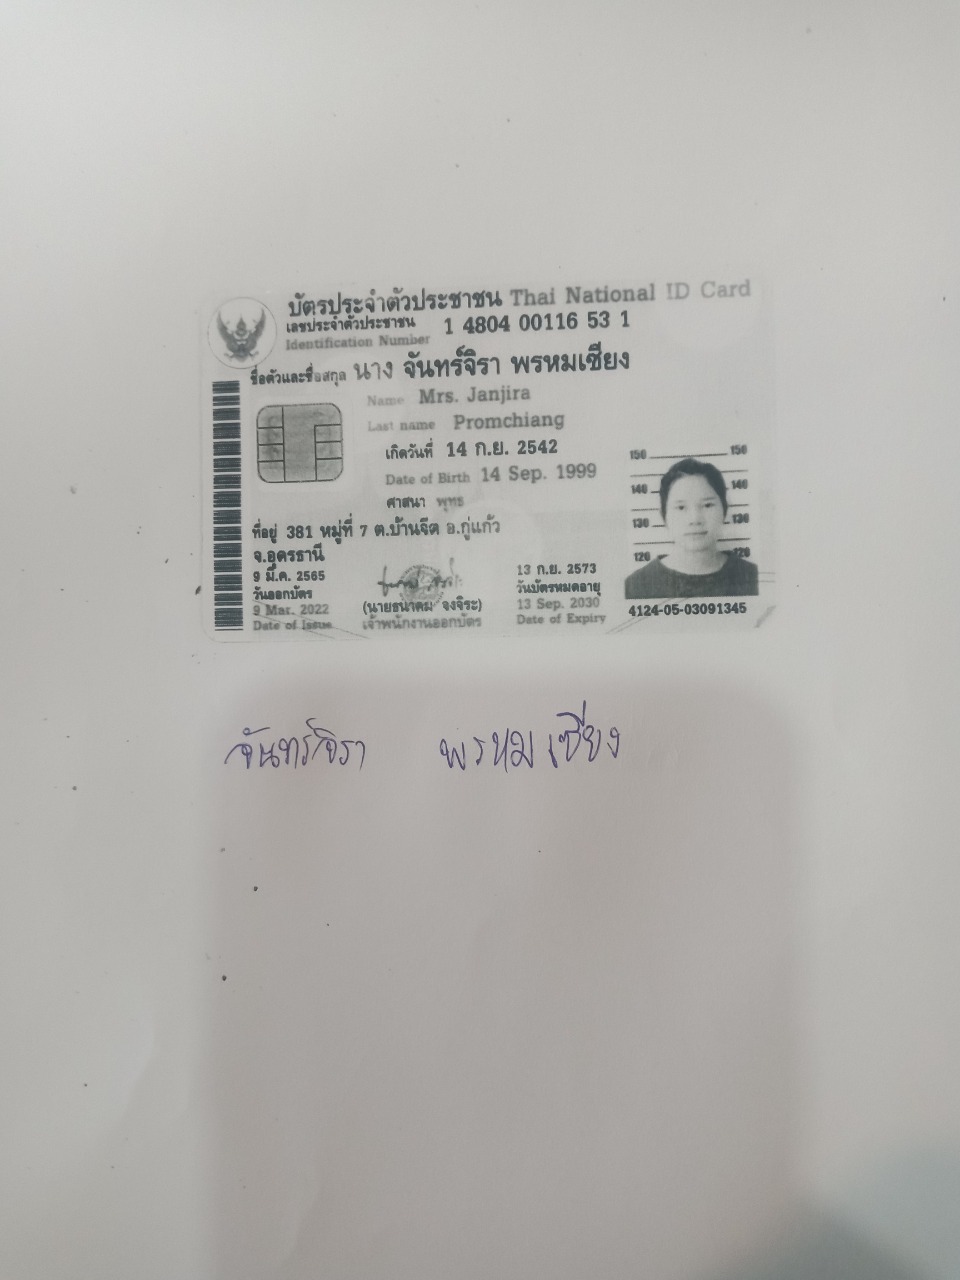 บัตรประจำตัวประชาชน Thai National ID Card
เลขประจำตัวประชาชน 1 4804 00116 53 1
Identification Number
ชื่อตัวและชื่อสกุล นาง จันทร์จิรา พรหมเซียง
Name Mrs. Janjira
Last name Promchiang
เกิดวันที่ 14 ก.ย. 2542
Date of Birth 14 Sep. 1999
ศาสนา พุทธ
ที่อยู่ 381 หมู่ที่ 7 ต.บ้านจีต อ.กู่แก้ว
จ.อุดรธานี
9 มี.ค. 2565
วันออกบัตร
9 Mar. 2022
Date of Issue
(นายธนาคม จงจิระ)
เจ้าพนักงานออกบัตร
13 ก.ย. 2573
วันบัตรหมดอายุ
13 Sep. 2030
Date of Expiry
150 150
140 140
130 130
120 120
4124-05-03091345
จันทร์จิรา พรหมเซียง